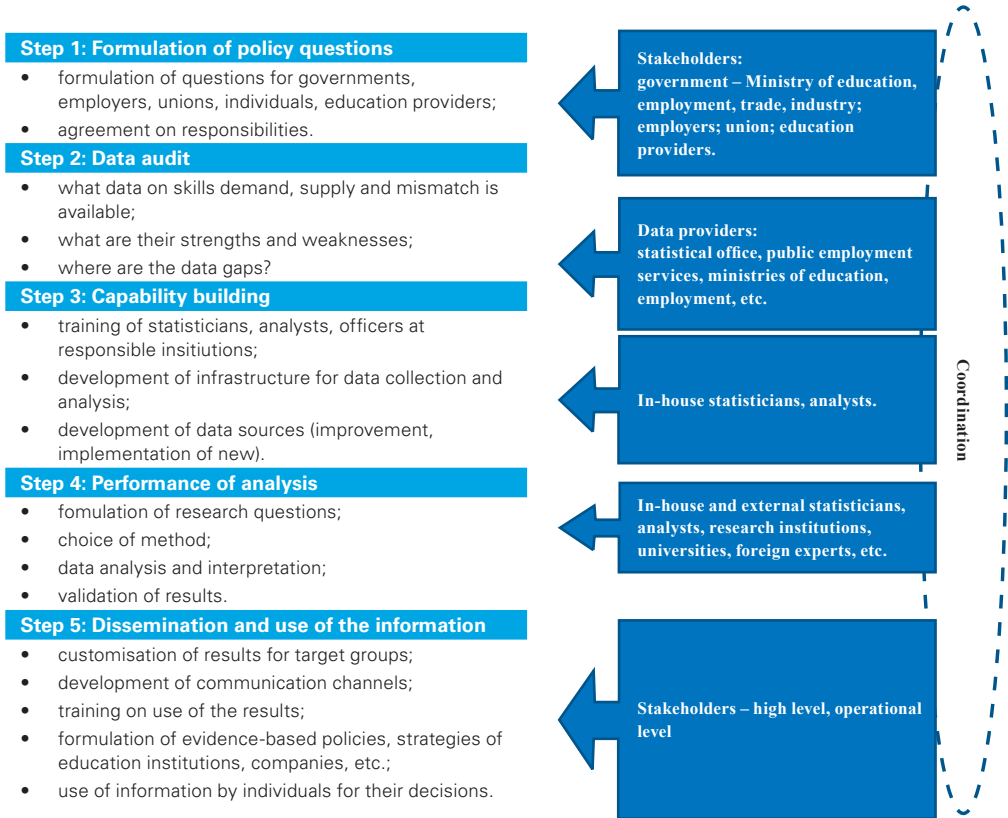 Step 1: Formulation of policy questions
• formulation of questions for governments,
employers, unions, individuals, education providers;
• agreement on responsibilities.
Step 2: Data audit
• what data on skills demand, supply and mismatch is
available;
• what are their strengths and weaknesses;
• where are the data gaps?
Step 3: Capability building
• training of statisticians, analysts, officers at
responsible insitiutions;
• development of infrastructure for data collection and
analysis;
• development of data sources (improvement,
implementation of new).
Step 4: Performance of analysis
• fomulation of research questions;
• choice of method;
• data analysis and interpretation;
• validation of results.
Step 5: Dissemination and use of the information
• customisation of results for target groups;
• development of communication channels;
• training on use of the results;
• formulation of evidence-based policies, strategies of
education institutions, companies, etc.;
• use of information by individuals for their decisions.
Stakeholders:
government – Ministry of education,
employment, trade, industry;
employers; union; education
providers.
Data providers:
statistical office, public employment
services, ministries of education,
employment, etc.
In-house statisticians, analysts.
In-house and external statisticians,
analysts, research institutions,
universities, foreign experts, etc.
Stakeholders – high level, operational
level
Coordination